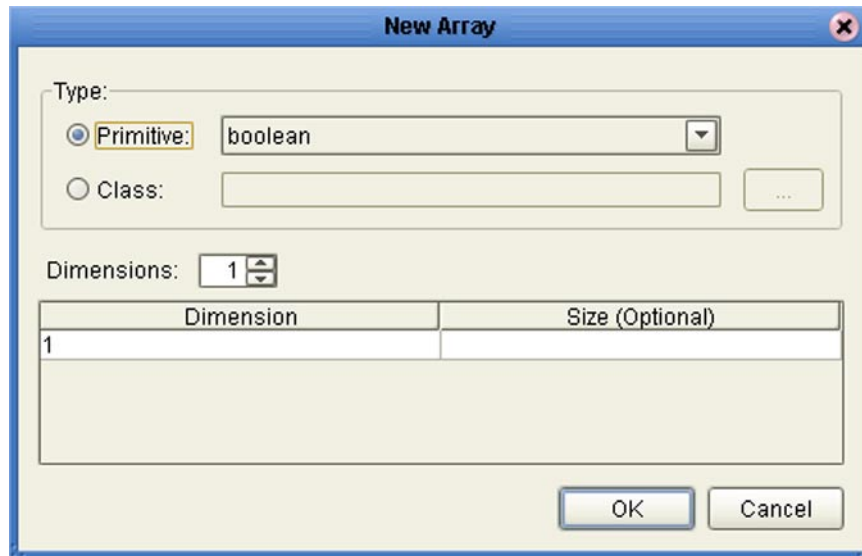 New Array
Type:
Primitive: boolean
Class: ...
Dimensions: 1
Dimension Size (Optional)
1
OK Cancel